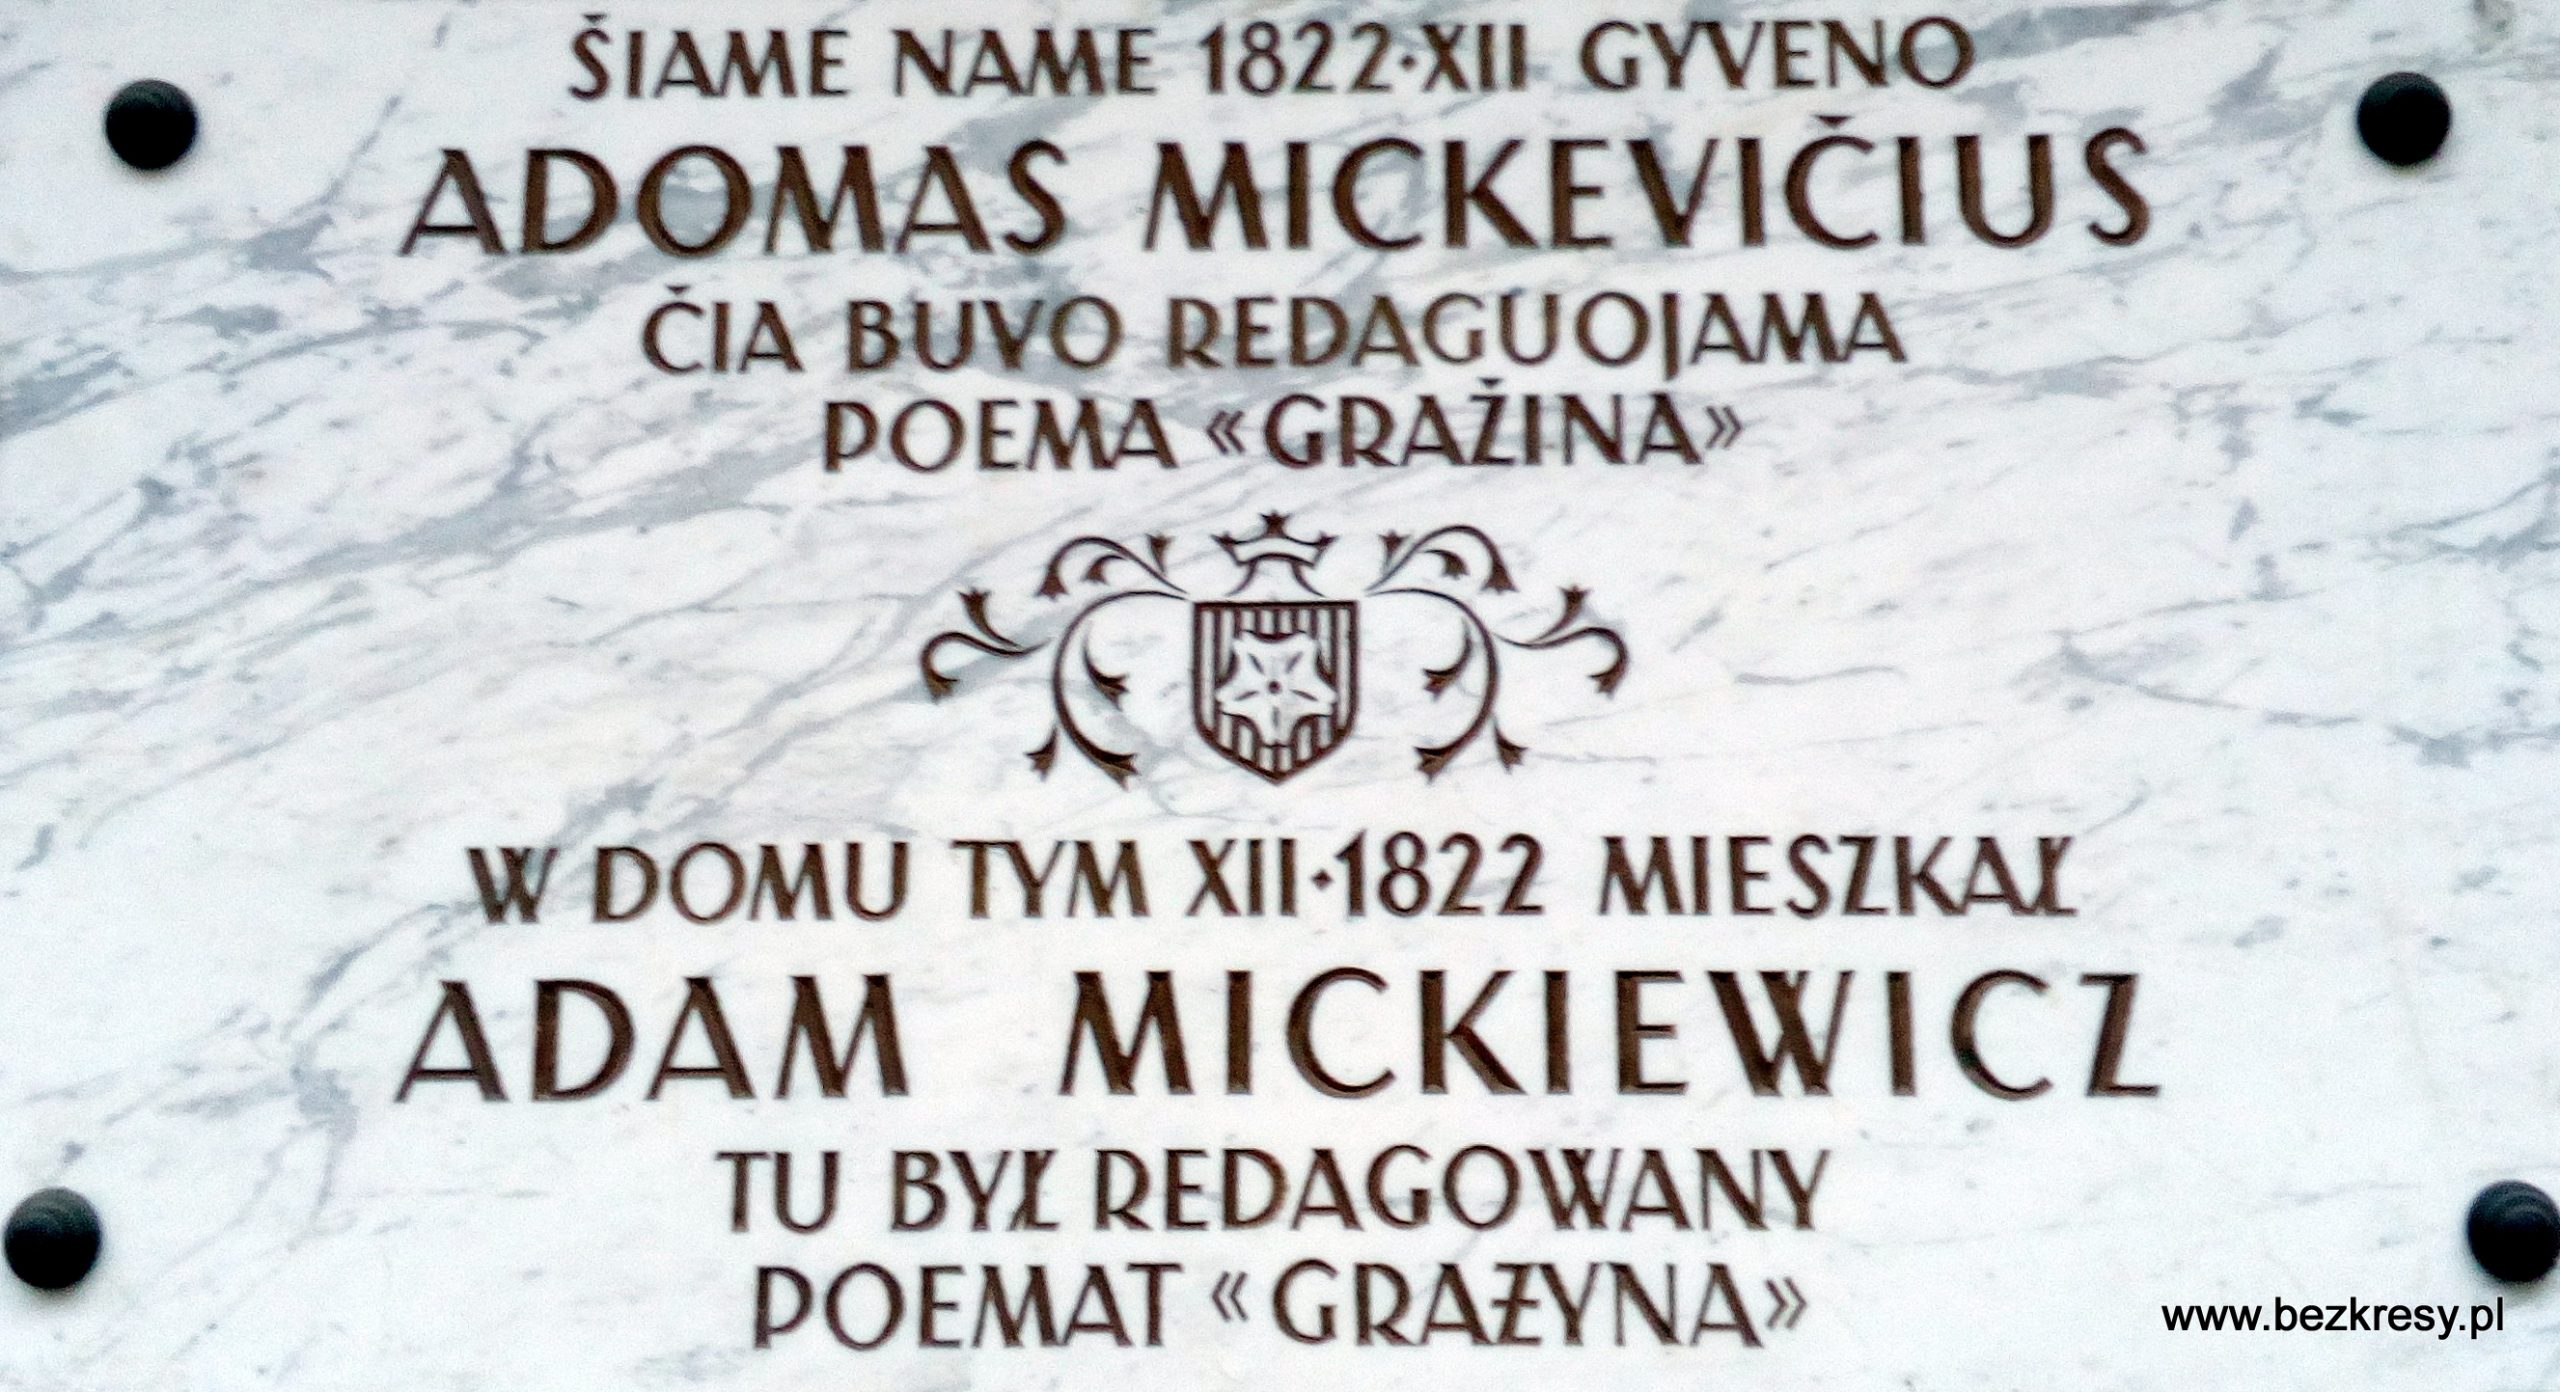 ŠIAME NAME 1822·XII GYVENO
ADOMAS MICKEVIČIUS
ČIA BUVO REDAGUOJAMA
POEMA «GRAŽINA»
W DOMU TYM XII·1822 MIESZKAŁ
ADAM MICKIEWICZ
TU BYŁ REDAGOWANY
POEMAT «GRAŻYNA»
www.bezkresy.pl